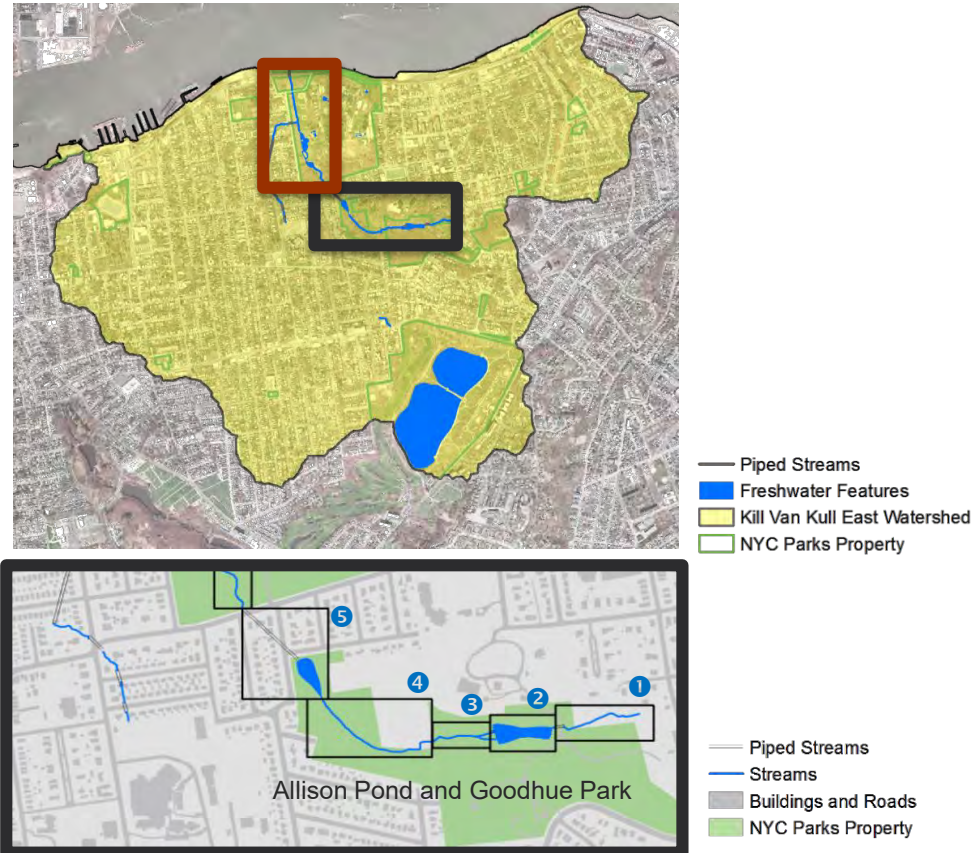 Piped Streams
Freshwater Features
Kill Van Kull East Watershed
NYC Parks Property
5
4
3
2
1
Allison Pond and Goodhue Park
Piped Streams
Streams
Buildings and Roads
NYC Parks Property